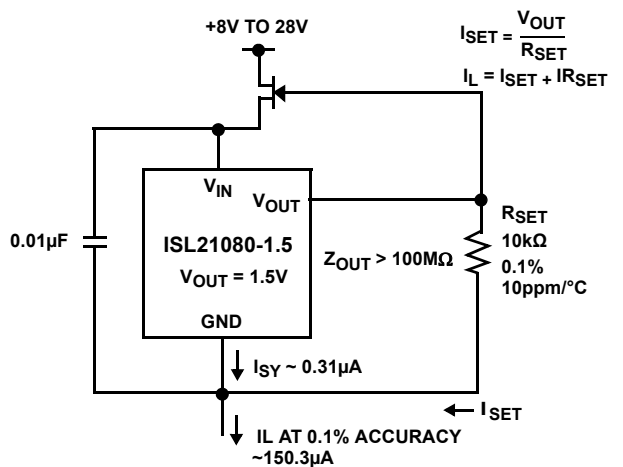 +8V TO 28V
ISET = VOUT
RSET
IL = ISET + IRSET
VIN
VOUT
RSET
10kΩ
0.1%
10ppm/°C
0.01µF
ISL21080-1.5
VOUT = 1.5V
ZOUT > 100MΩ
GND
ISY ~ 0.31µA
ISET
IL AT 0.1% ACCURACY
~150.3µA